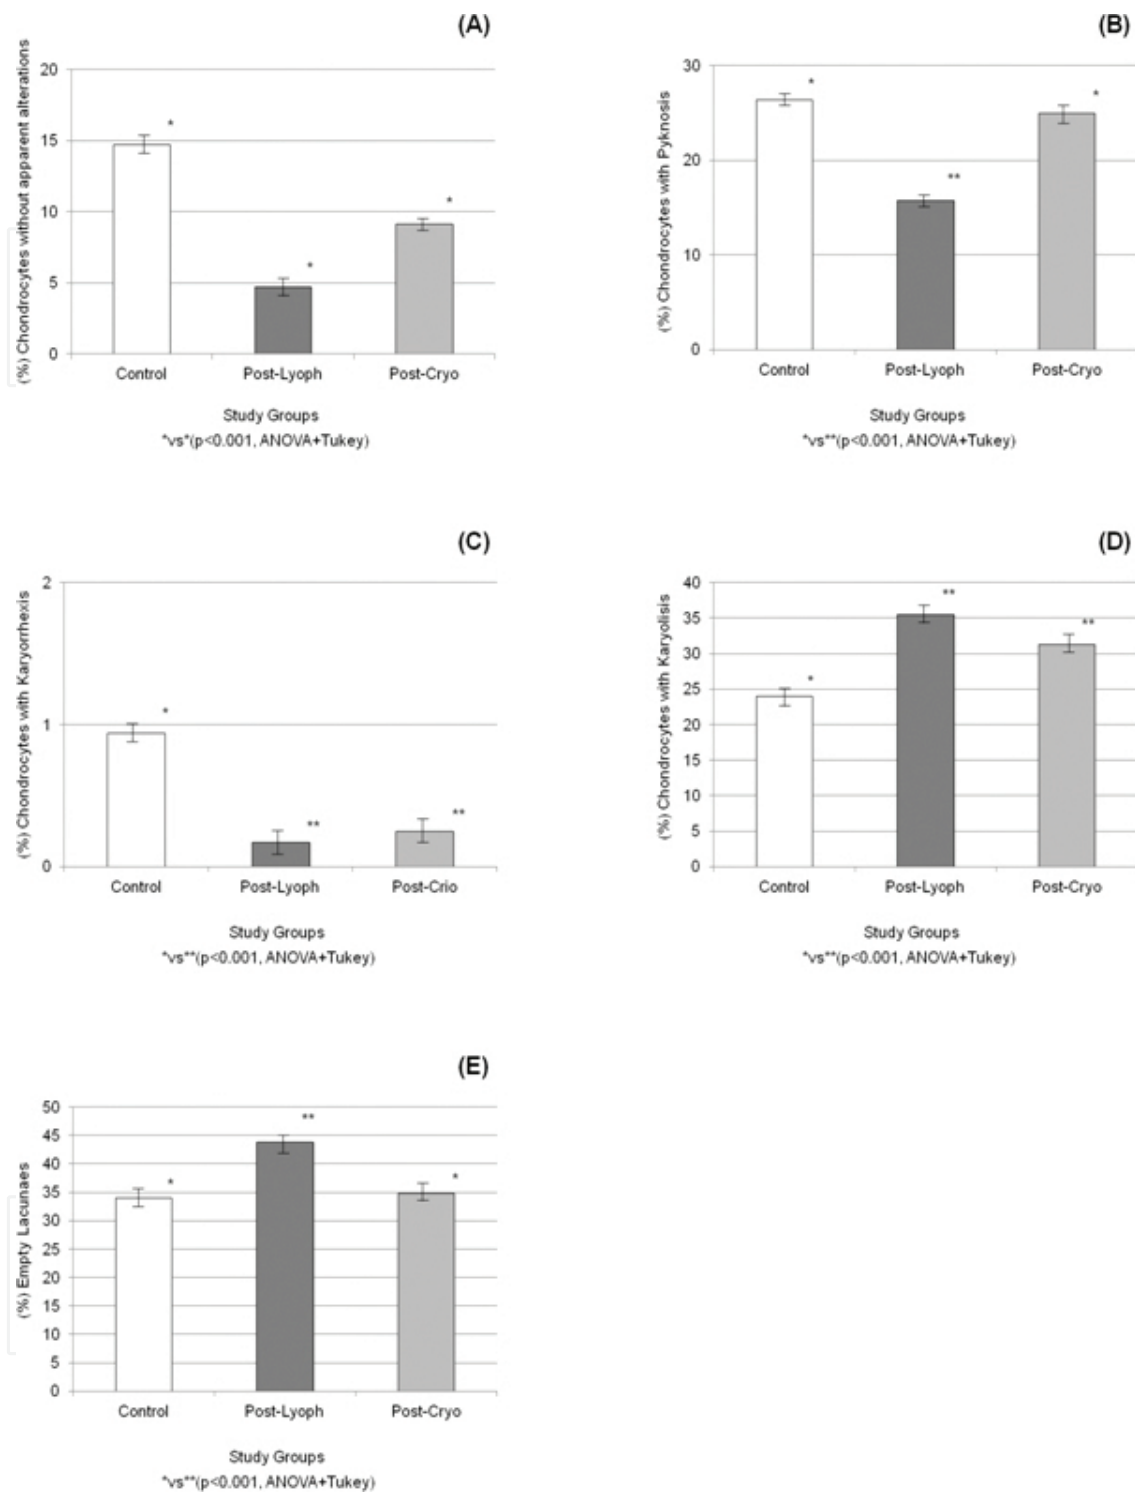 (A)
(%) Chondrocytes without apparent alterations
20
15
10
5
0
*
*
*
Control Post-Lyoph Post-Cryo
Study Groups
*vs*(p<0.001, ANOVA+Tukey)
(B)
(%) Chondrocytes with Pyknosis
30
20
10
0
*
**
*
Control Post-Lyoph Post-Cryo
Study Groups
*vs**(p<0.001, ANOVA+Tukey)
(C)
(%) Chondrocytes with Karyorrhexis
2
1
0
*
**
**
Control Post-Lyoph Post-Crio
Study Groups
*vs**(p<0.001, ANOVA+Tukey)
(D)
(%) Chondrocytes with Karyolisis
40
35
30
25
20
15
10
5
0
*
**
**
Control Post-Lyoph Post-Cryo
Study Groups
*vs**(p<0.001, ANOVA+Tukey)
(E)
(%) Empty Lacunaes
50
45
40
35
30
25
20
15
10
5
0
*
**
*
Control Post-Lyoph Post-Cryo
Study Groups
*vs**(p<0.001, ANOVA+Tukey)